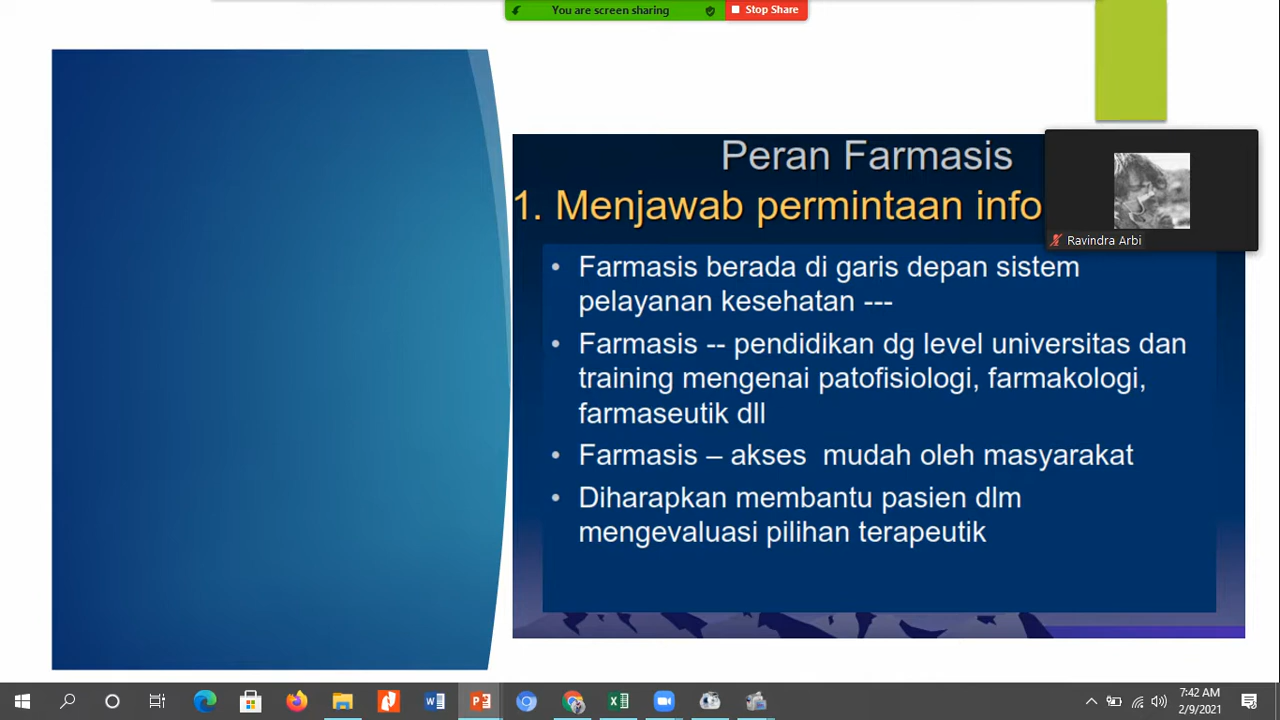 You are screen sharing
Stop Share
Peran Farmasis
1. Menjawab permintaan info
Ravindra Arbi
• Farmasis berada di garis depan sistem
pelayanan kesehatan ---
• Farmasis -- pendidikan dg level universitas dan
training mengenai patofisiologi, farmakologi,
farmaseutik dll
• Farmasis – akses mudah oleh masyarakat
• Diharapkan membantu pasien dlm
mengevaluasi pilihan terapeutik
7:42 AM
2/9/2021